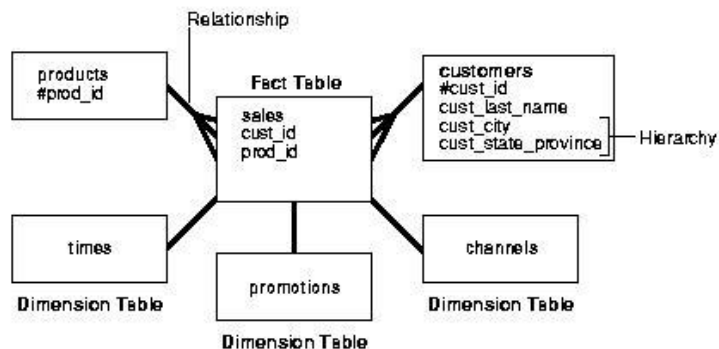 Relationship
products
#prod_id
Fact Table
sales
cust_id
prod_id
customers
#cust_id
cust_last_name
cust_city
cust_state_province
Hierarchy
times
Dimension Table
promotions
Dimension Table
channels
Dimension Table